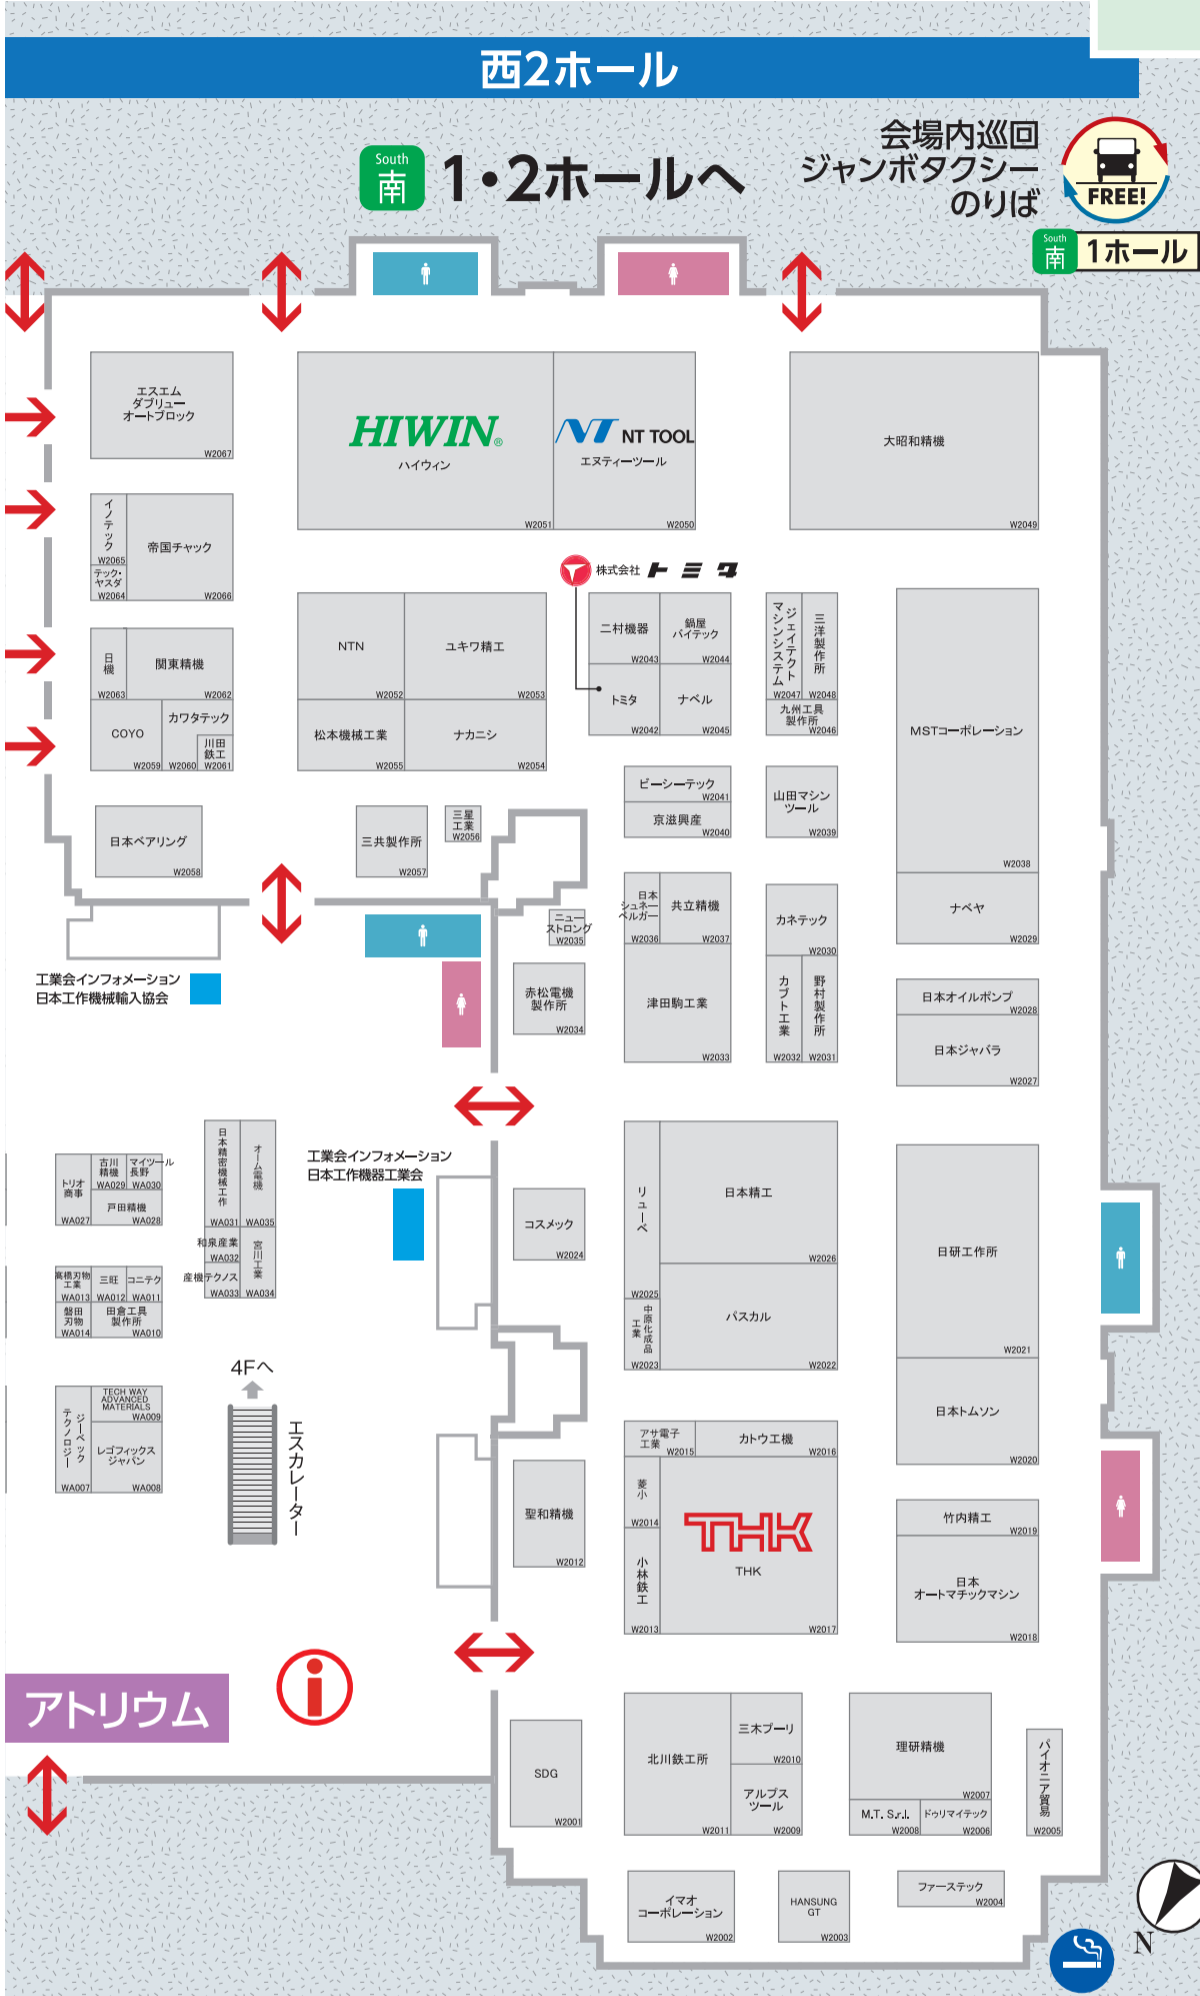 西2ホール
South
南
1・2ホールへ
会場内巡回
ジャンボタクシー
のりば
FREE!
South
南
1ホール
エスエム
ダブリュー
オートブロック
W2067
HIWIN®
ハイウィン
W2051
NT NT TOOL
エヌティーツール
W2050
大昭和精機
W2049
イノテック
W2065
テック・
ヤスダ
W2064
帝国チャック
W2066
株式会社 トミタ
日機
W2063
関東精機
W2062
COYO
W2059
カワタテック
W2060
川田
鉄工
W2061
NTN
W2052
ユキワ精工
W2053
松本機械工業
W2055
ナカニシ
W2054
二村機器
W2043
鍋屋
バイテック
W2044
トミタ
W2042
ナベル
W2045
ジェイテクト
マシンシステム
W2047
三洋製作所
W2048
九州工具
製作所
W2046
MSTコーポレーション
W2038
ナベヤ
W2029
日本ベアリング
W2058
三共製作所
W2057
三星
工業
W2056
ビーシーテック
W2041
京滋興産
W2040
山田マシン
ツール
W2039
日本
シュネー
ベルガー
W2036
共立精機
W2037
津田駒工業
W2033
カネテック
W2030
カブト工業
W2032
野村製作所
W2031
ニュー
ストロング
W2035
赤松電機
製作所
W2034
日本オイルポンプ
W2028
日本ジャバラ
W2027
工業会インフォメーション
日本工作機械輸入協会
トリオ
商事
WA027
古川
精機
WA029
マイツール
長野
WA030
戸田精機
WA028
日本精密機械工作
WA031
オーム電機
WA035
和泉産業
WA032
産機テクノス
WA033
宮川工業
WA034
工業会インフォメーション
日本工作機器工業会
高橋刃物
工業
WA013
三旺
WA012
コニテク
WA011
磐田
刃物
WA014
田倉工具
製作所
WA010
コスメック
W2024
リューベ
W2025
日本精工
W2026
中原化成品
工業
W2023
パスカル
W2022
日研工作所
W2021
日本トムソン
W2020
4Fへ
エスカレーター
ジーベック
テクノロジー
WA007
TECH WAY
ADVANCED
MATERIALS
WA009
レゴフィックス
ジャパン
WA008
聖和精機
W2012
アサ電子
工業
W2015
カトウ工機
W2016
菱小
W2014
小林鉄工
W2013
THK
THK
W2017
竹内精工
W2019
日本
オートマチックマシン
W2018
アトリウム
i
SDG
W2001
北川鉄工所
W2011
三木プーリ
W2010
アルプス
ツール
W2009
理研精機
W2007
M.T. S.r.l.
W2008
ドゥリマイテック
W2006
パイオニア貿易
W2005
イマオ
コーポレーション
W2002
HANSUNG
GT
W2003
ファーステック
W2004
N